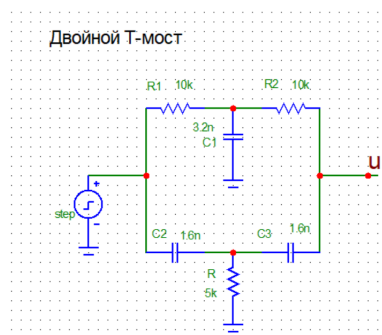 Двойной Т-мост
R1 10k
R2 10k
3.2n
C1
u
step
C2 1.6n
C3 1.6n
R
5k